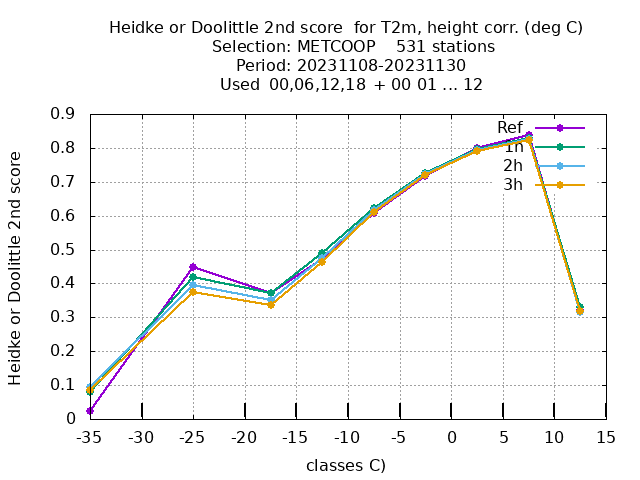 Heidke or Doolittle 2nd score  for T2m, height corr. (deg C)
Selection: METCOOP    531 stations
Period: 20231108-20231130
Used  00,06,12,18  + 00 01 ... 12
Heidke or Doolittle 2nd score
0.9
0.8
0.7
0.6
0.5
0.4
0.3
0.2
0.1
0
Ref
1h
2h
3h
-35 -30 -25 -20 -15 -10 -5 0 5 10 15
classes C)